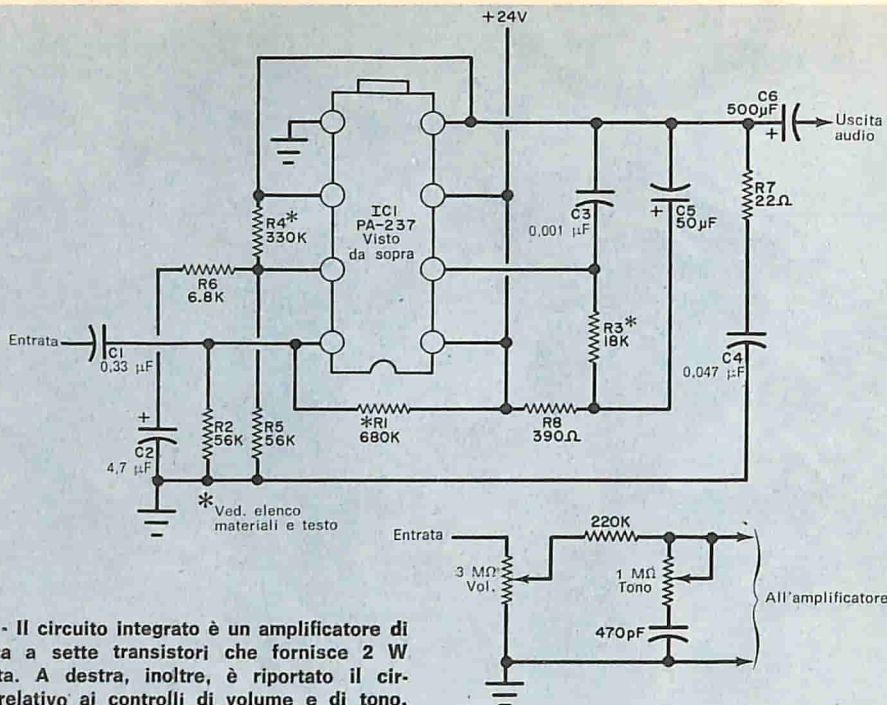 +24V
C6
500µF
+
Uscita
audio
IC1
PA-237
Visto
da sopra
R4*
330K
C3
0,001 µF
+
C5
50µF
R7
22Ω
R6
6.8K
R3*
18K
Entrata
C1
0,33 µF
C4
0,047 µF
+
C2
4,7 µF
R2
56K
R5
56K
*R1
680K
R8
390Ω
* Ved. elenco
materiali e testo
Entrata
220K
3 MΩ
Vol.
1 MΩ
Tono
All'amplificatore
470pF
- Il circuito integrato è un amplificatore di
a a sette transistori che fornisce 2 W
ta. A destra, inoltre, è riportato il cir-
relativo ai controlli di volume e di tono.